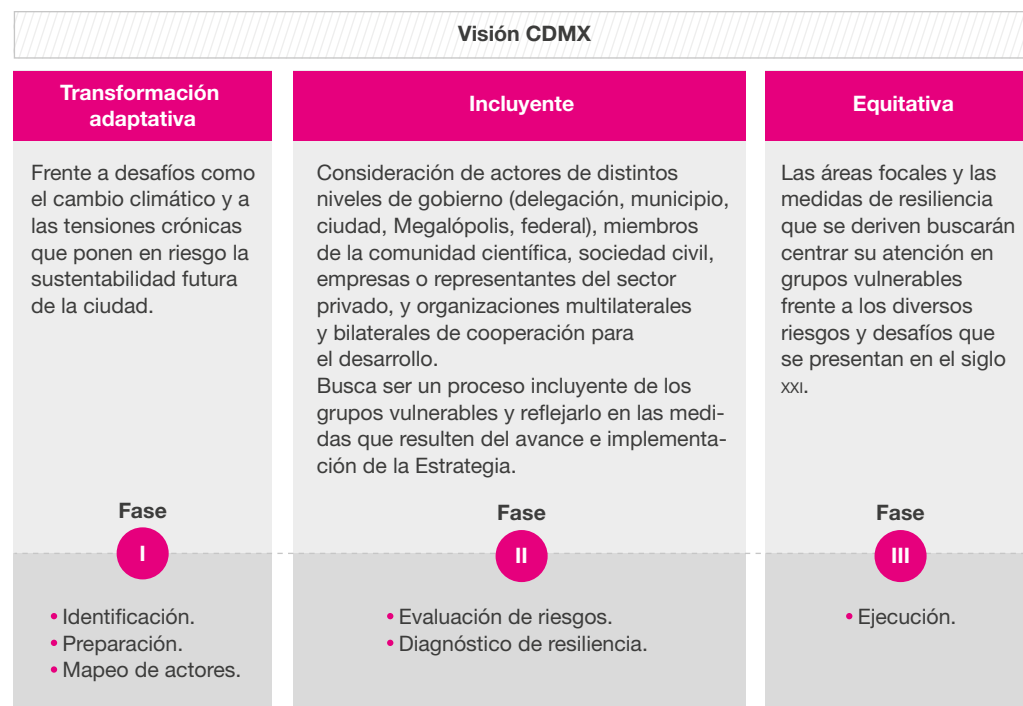 Visión CDMX
Transformación
adaptativa
Frente a desafíos como
el cambio climático y a
las tensiones crónicas
que ponen en riesgo la
sustentabilidad futura
de la ciudad.
Fase
I
• Identificación.
• Preparación.
• Mapeo de actores.
Incluyente
Consideración de actores de distintos
niveles de gobierno (delegación, municipio,
ciudad, Megalópolis, federal), miembros
de la comunidad científica, sociedad civil,
empresas o representantes del sector
privado, y organizaciones multilaterales
y bilaterales de cooperación para
el desarrollo.
Busca ser un proceso incluyente de los
grupos vulnerables y reflejarlo en las medi-
das que resulten del avance e implementa-
ción de la Estrategia.
Fase
II
• Evaluación de riesgos.
• Diagnóstico de resiliencia.
Equitativa
Las áreas focales y las
medidas de resiliencia
que se deriven buscarán
centrar su atención en
grupos vulnerables
frente a los diversos
riesgos y desafíos que
se presentan en el siglo
XXI.
Fase
III
• Ejecución.